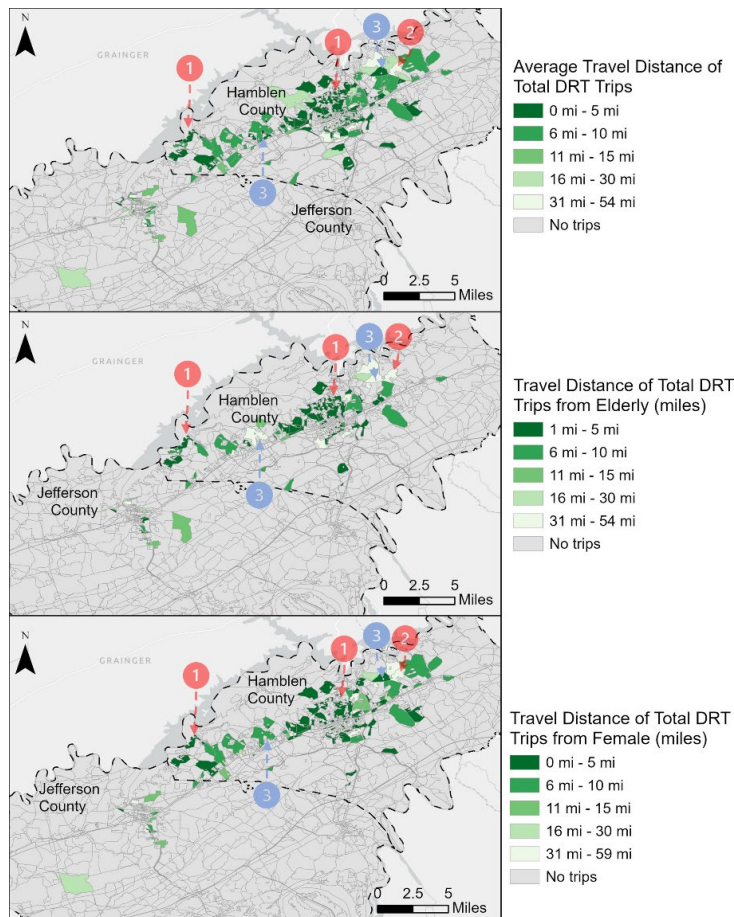 N
GRAINGER
1
1
3
2
Hamblen
County
3
Jefferson
County
0 2.5 5
Miles
Average Travel Distance of
Total DRT Trips
0 mi - 5 mi
6 mi - 10 mi
11 mi - 15 mi
16 mi - 30 mi
31 mi - 54 mi
No trips
N
GRAINGER
1
1
3
2
Hamblen
County
3
Jefferson
County
0 2.5 5
Miles
Travel Distance of Total DRT
Trips from Elderly (miles)
1 mi - 5 mi
6 mi - 10 mi
11 mi - 15 mi
16 mi - 30 mi
31 mi - 54 mi
No trips
N
GRAINGER
1
1
3
2
Hamblen
County
3
Jefferson
County
0 2.5 5
Miles
Travel Distance of Total DRT
Trips from Female (miles)
0 mi - 5 mi
6 mi - 10 mi
11 mi - 15 mi
16 mi - 30 mi
31 mi - 59 mi
No trips